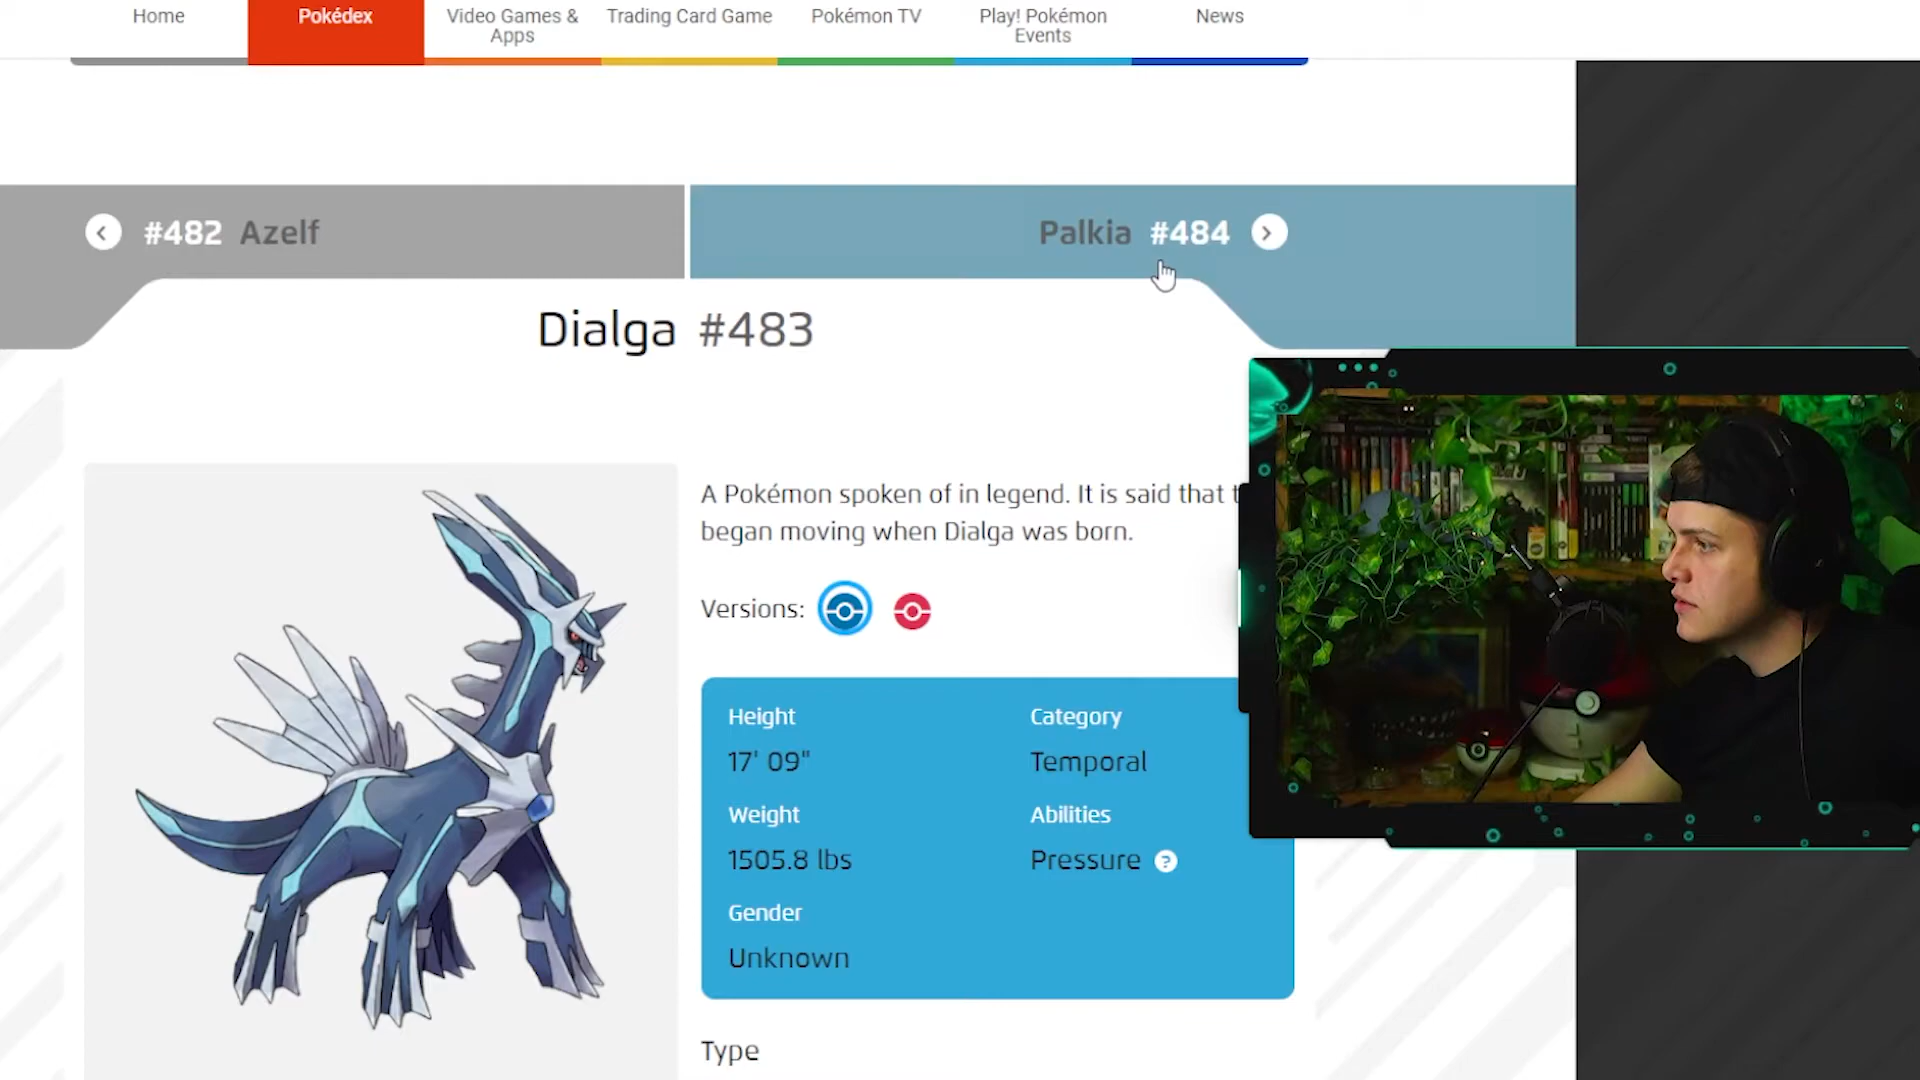 Home
Pokédex
Video Games &
Apps
Trading Card Game
Pokémon TV
Play! Pokémon
Events
News
#482 Azelf
Palkia #484
Dialga #483
A Pokémon spoken of in legend. It is said that
began moving when Dialga was born.
Versions:
Height
17' 09"
Category
Temporal
Weight
1505.8 lbs
Abilities
Pressure ?
Gender
Unknown
Type